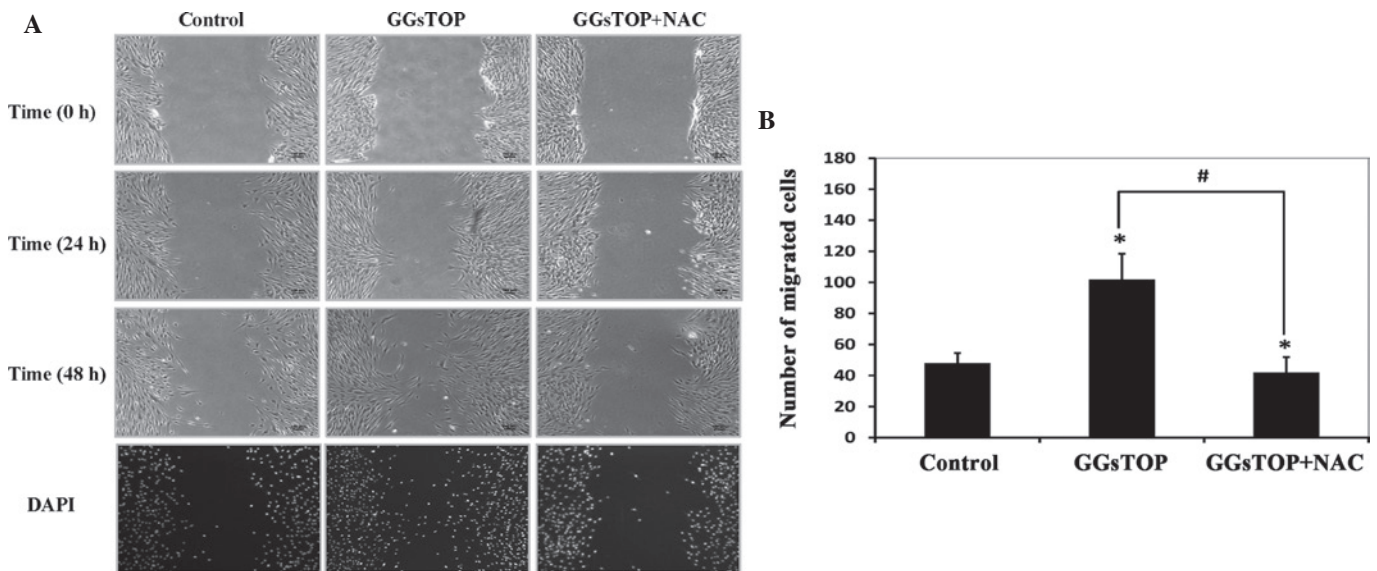 A
Control GGsTOP GGsTOP+NAC
Time (0 h)
Time (24 h)
Time (48 h)
DAPI
B
Number of migrated cells
180
160
140
120
100
80
60
40
20
0
#
*
*
Control GGsTOP GGsTOP+NAC